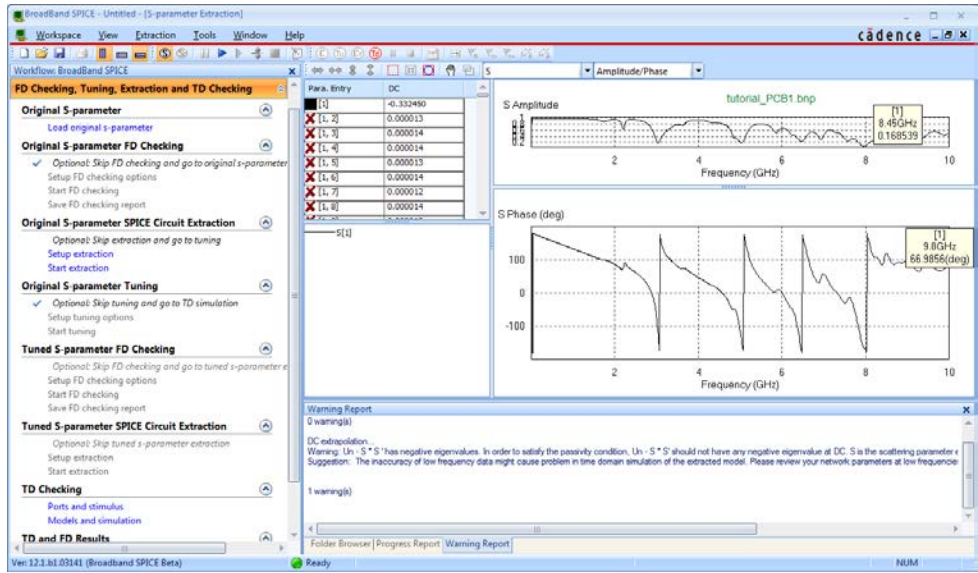 BroadBand SPICE - Untitled - [S-parameter Extraction]
Workspace View Extraction Tools Window Help
cādence
Workflow: BroadBand SPICE
FD Checking, Tuning, Extraction and TD Checking
Original S-parameter
Load original s-parameter
Original S-parameter FD Checking
Optional: Skip FD checking and go to original s-parameter
Setup FD checking options
Start FD checking
Save FD checking report
Original S-parameter SPICE Circuit Extraction
Optional: Skip extraction and go to tuning
Setup extraction
Start extraction
Original S-parameter Tuning
Optional: Skip tuning and go to TD simulation
Setup tuning options
Start tuning
Tuned S-parameter FD Checking
Optional: Skip FD checking and go to tuned s-parameter e
Setup FD checking options
Start FD checking
Save FD checking report
Tuned S-parameter SPICE Circuit Extraction
Optional: Skip tuned s-parameter extraction
Setup extraction
Start extraction
TD Checking
Ports and stimulus
Models and simulation
TD and FD Results
S
Amplitude/Phase
Para. Entry DC
[1] -0.332450
[1, 2] 0.000013
[1, 3] 0.000014
[1, 4] 0.000014
[1, 5] 0.000013
[1, 6] 0.000014
[1, 7] 0.000012
[1, 8] 0.000014
S[1]
S Amplitude
tutorial_PCB1.bnp
[1]
8.45GHz
0.168539
1
0.2
2 4 6 8 10
Frequency (GHz)
S Phase (deg)
[1]
9.8GHz
66.9856(deg)
100
0
-100
2 4 6 8 10
Frequency (GHz)
Warning Report
0 warning(s)
DC extrapolation...
Warning: Un - S * S ' has negative eigenvalues. In order to satisfy the passivity condition, Un - S * S' should not have any negative eigenvalue at DC. S is the scattering parameter
Suggestion: The inaccuracy of low frequency data might cause problem in time domain simulation of the extracted model. Please review your network parameters at low frequencie
1 warning(s)
Folder Browser Progress Report Warning Report
Ver: 12.1.b1.03141 (Broadband SPICE Beta)
Ready
NUM